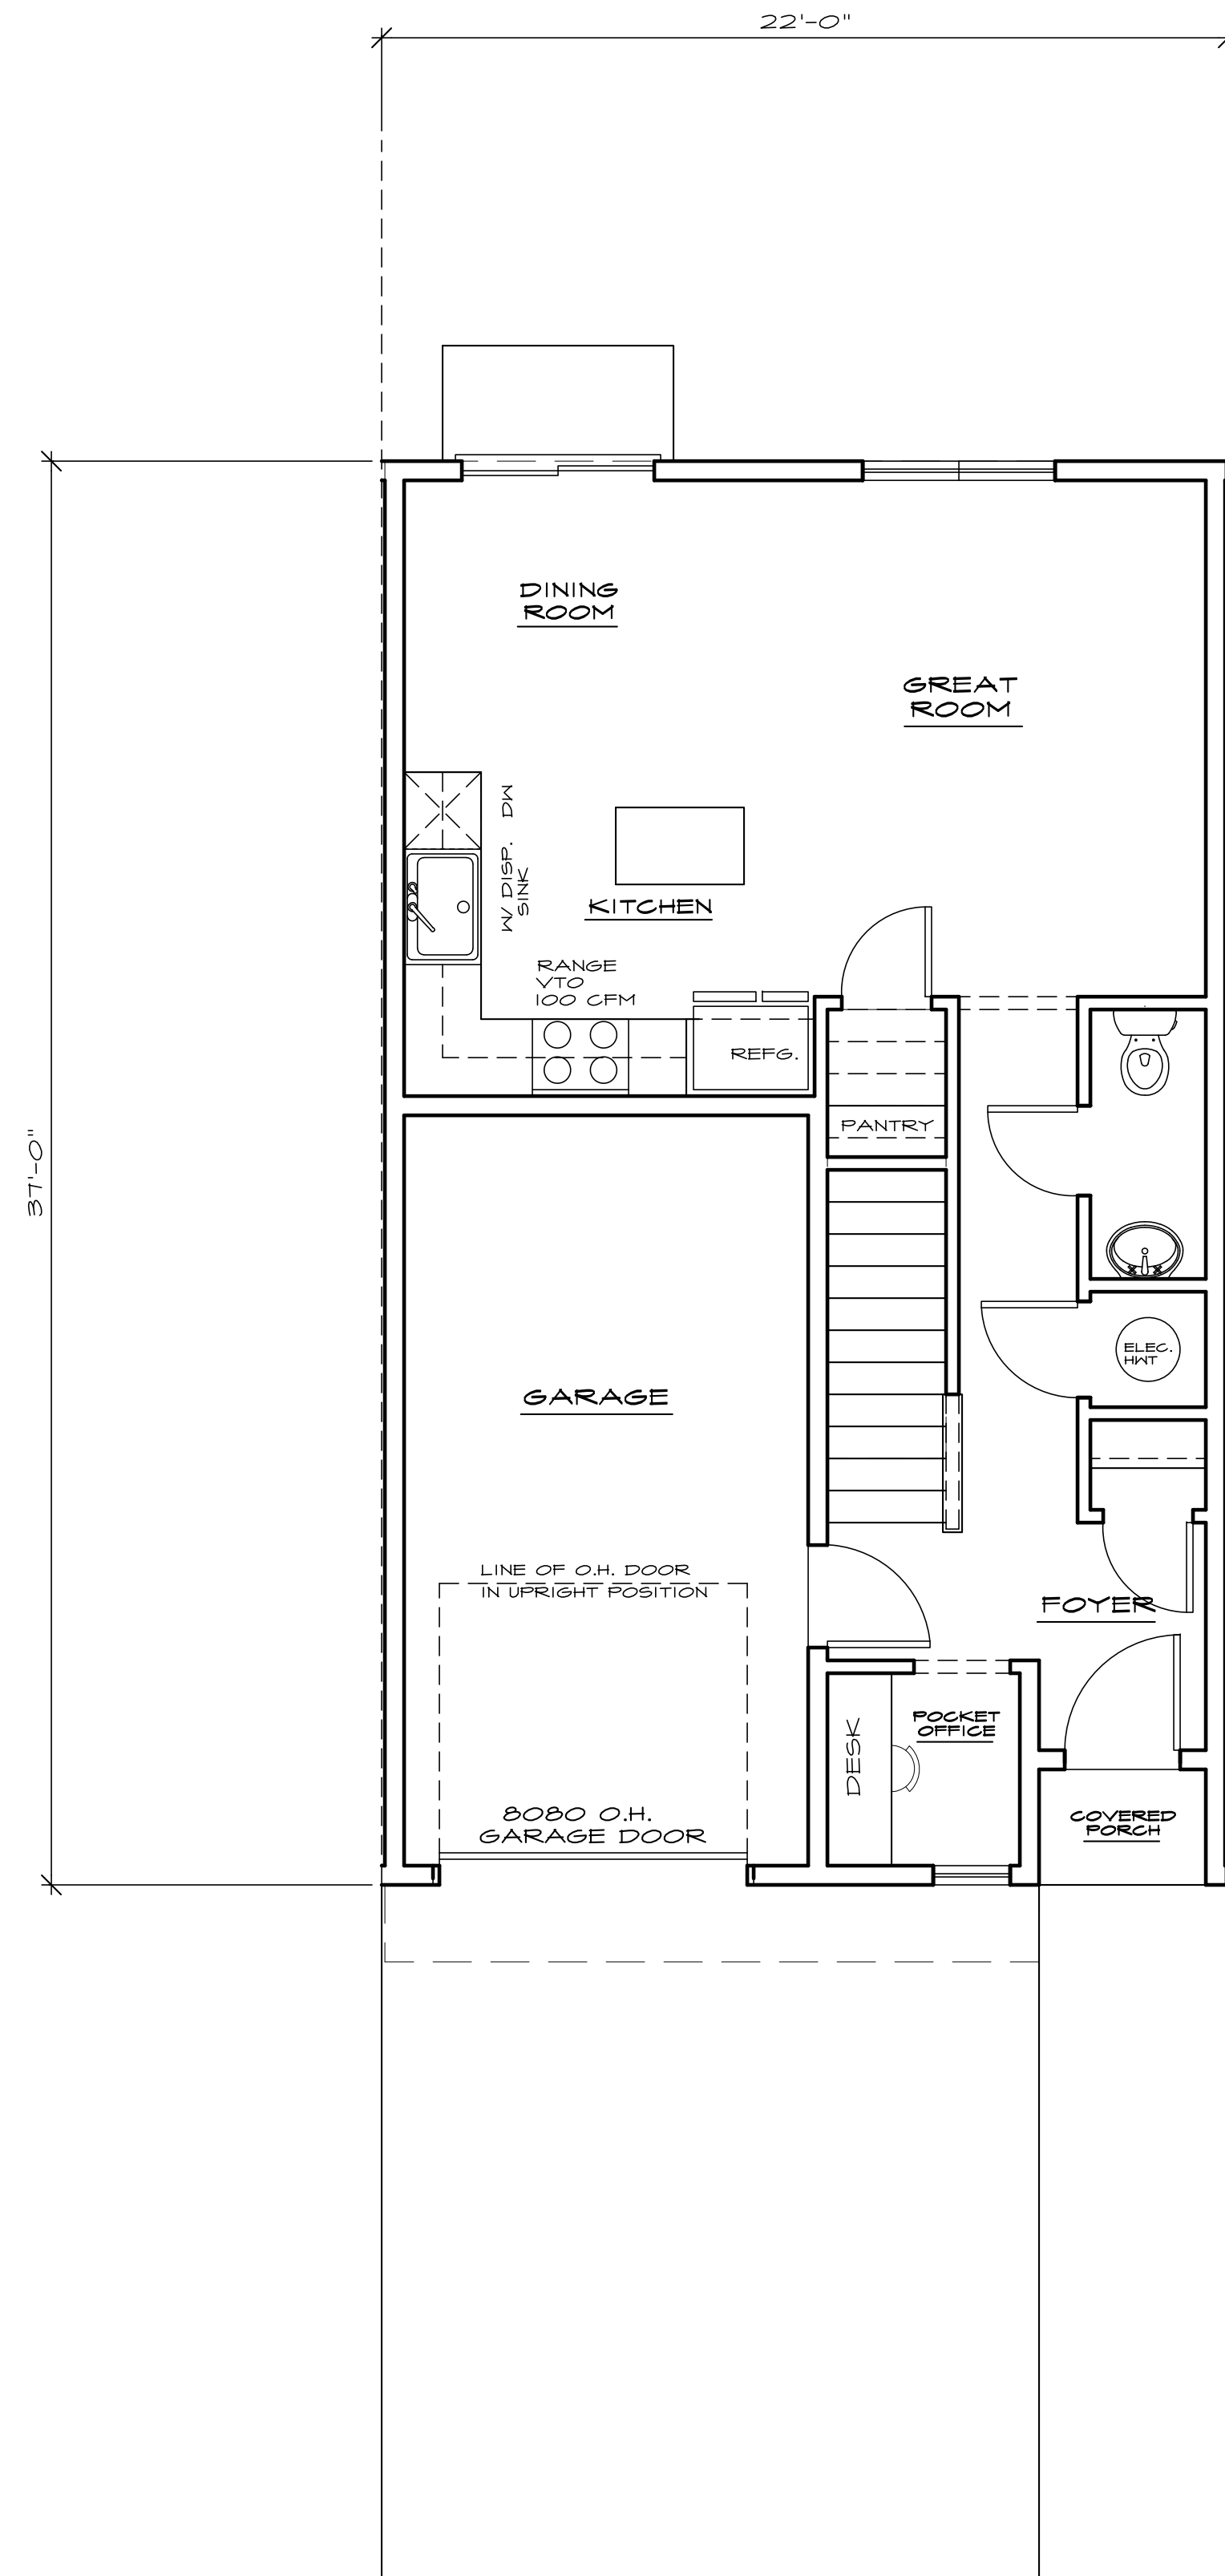 22'-0"
DINING
ROOM
GREAT
ROOM
DW
W/ DISP.
SINK
KITCHEN
RANGE
VTO
100 CFM
REFG.
PANTRY
37'-0"
ELEC.
HWT
GARAGE
LINE OF O.H. DOOR
IN UPRIGHT POSITION
FOYER
POCKET
OFFICE
DESK
8080 O.H.
GARAGE DOOR
COVERED
PORCH